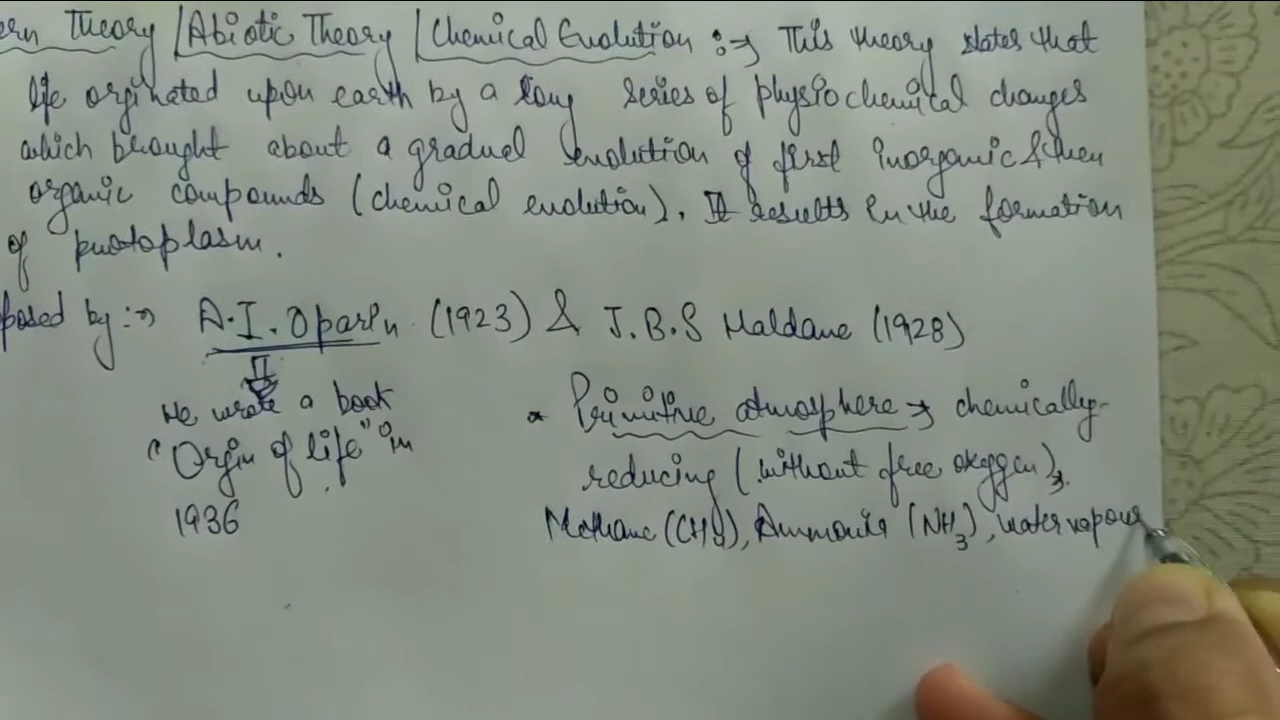 ern Theory | Abiotic Theory | Chemical Evolution :→ This theory states that
life orginated upon earth by a long series of physiochemical changes
which brought about a gradual evolution of first inorganic & then
organic compounds (chemical evolution). It results in the formation
of protoplasm.
posed by :→ A.I. Oparin (1923) & J.B.S Haldane (1928)
He wrote a book
"Orgin of life" in
1936
* Primitive atmosphere → chemically-
reducing (without free oxygen),
Methane (CH4), Ammonia (NH3), water vapour